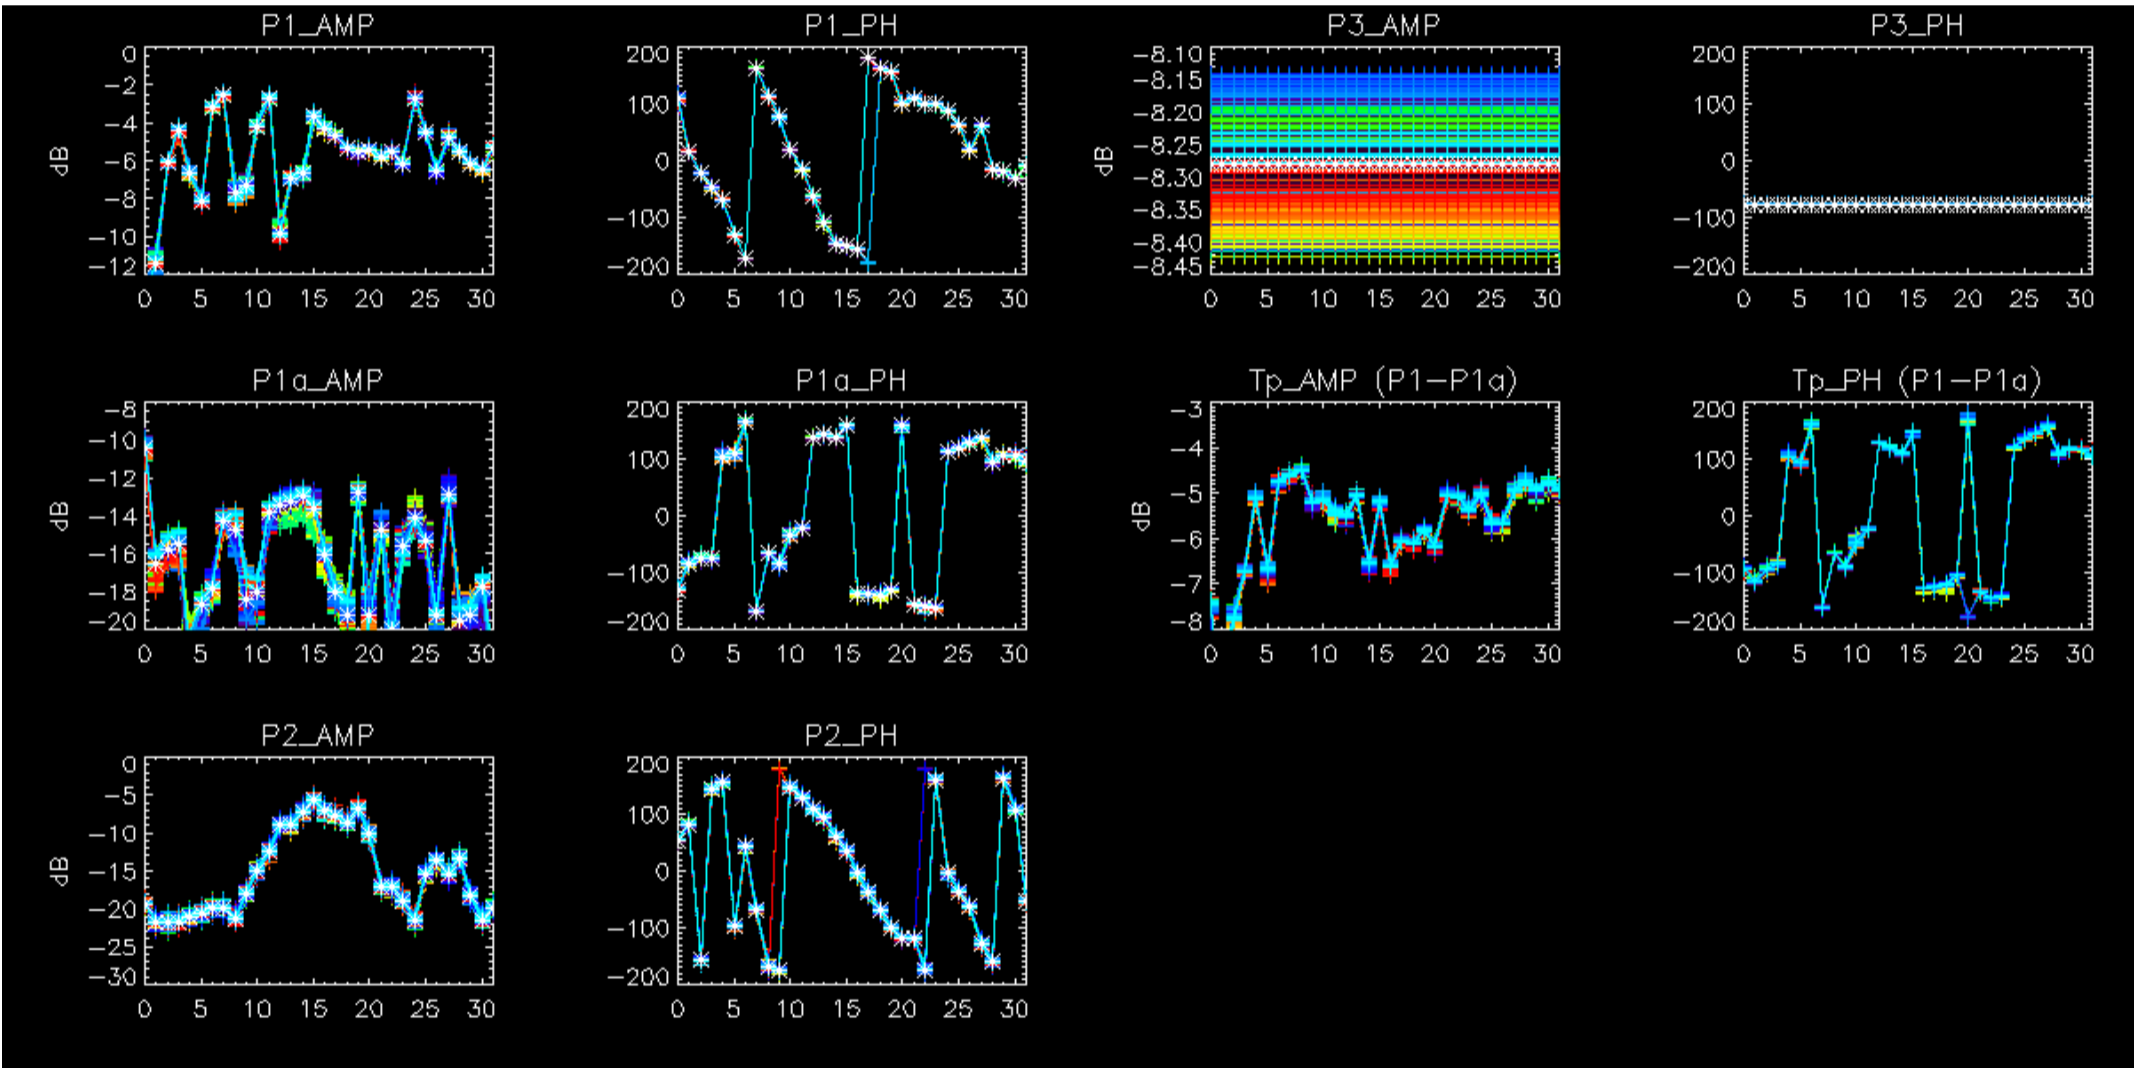 P1_AMP
dB
0
-2
-4
-6
-8
-10
-12
0 5 10 15 20 25 30
P1_PH
200
100
0
-100
-200
0 5 10 15 20 25 30
P3_AMP
dB
-8.10
-8.15
-8.20
-8.25
-8.30
-8.35
-8.40
-8.45
0 5 10 15 20 25 30
P3_PH
200
100
0
-100
-200
0 5 10 15 20 25 30
P1a_AMP
dB
-8
-10
-12
-14
-16
-18
-20
0 5 10 15 20 25 30
P1a_PH
200
100
0
-100
-200
0 5 10 15 20 25 30
Tp_AMP (P1-P1a)
dB
-3
-4
-5
-6
-7
-8
0 5 10 15 20 25 30
Tp_PH (P1-P1a)
200
100
0
-100
-200
0 5 10 15 20 25 30
P2_AMP
dB
0
-5
-10
-15
-20
-25
-30
0 5 10 15 20 25 30
P2_PH
200
100
0
-100
-200
0 5 10 15 20 25 30